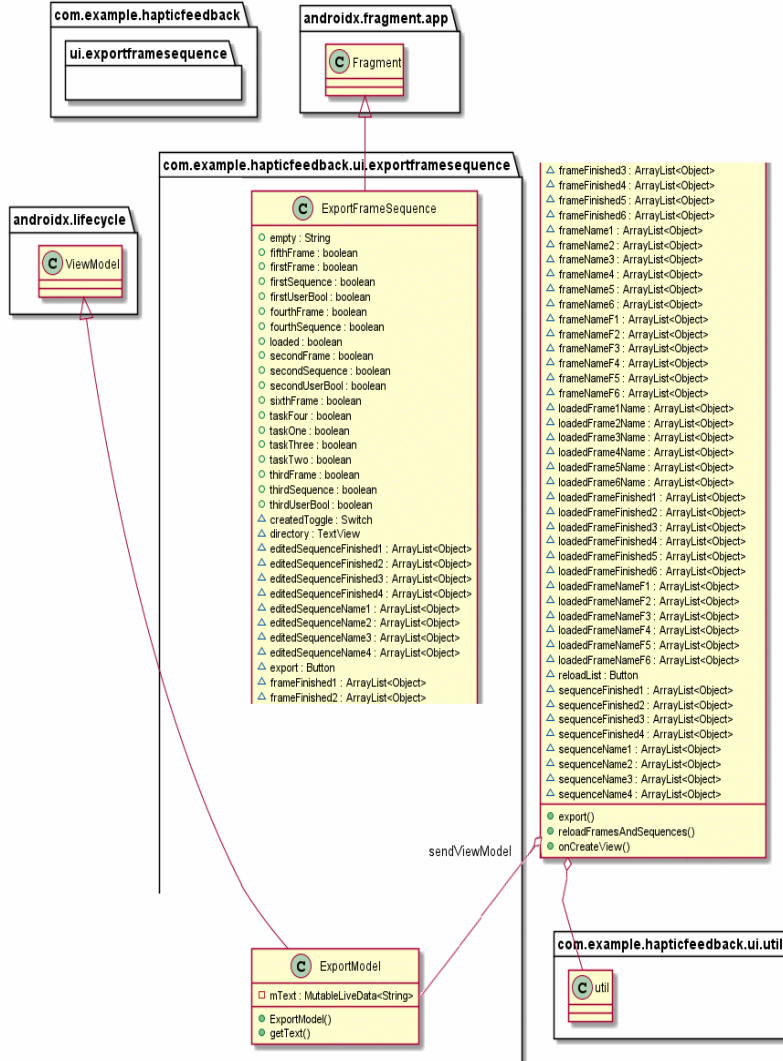 com.example.hapticfeedback
ui.exportframesequence
androidx.fragment.app
C Fragment
com.example.hapticfeedback.ui.exportframesequence
androidx.lifecycle
C ViewModel
C ExportFrameSequence
empty : String
fifthFrame : boolean
firstFrame : boolean
firstSequence : boolean
firstUserBool : boolean
fourthFrame : boolean
fourthSequence : boolean
loaded : boolean
secondFrame : boolean
secondSequence : boolean
secondUserBool : boolean
sixthFrame : boolean
taskFour : boolean
taskOne : boolean
taskThree : boolean
taskTwo : boolean
thirdFrame : boolean
thirdSequence : boolean
thirdUserBool : boolean
createdToggle : Switch
directory : TextView
editedSequenceFinished1 : ArrayList<Object>
editedSequenceFinished2 : ArrayList<Object>
editedSequenceFinished3 : ArrayList<Object>
editedSequenceFinished4 : ArrayList<Object>
editedSequenceName1 : ArrayList<Object>
editedSequenceName2 : ArrayList<Object>
editedSequenceName3 : ArrayList<Object>
editedSequenceName4 : ArrayList<Object>
export : Button
frameFinished1 : ArrayList<Object>
frameFinished2 : ArrayList<Object>
frameFinished3 : ArrayList<Object>
frameFinished4 : ArrayList<Object>
frameFinished5 : ArrayList<Object>
frameFinished6 : ArrayList<Object>
frameName1 : ArrayList<Object>
frameName2 : ArrayList<Object>
frameName3 : ArrayList<Object>
frameName4 : ArrayList<Object>
frameName5 : ArrayList<Object>
frameName6 : ArrayList<Object>
frameNameF1 : ArrayList<Object>
frameNameF2 : ArrayList<Object>
frameNameF3 : ArrayList<Object>
frameNameF4 : ArrayList<Object>
frameNameF5 : ArrayList<Object>
frameNameF6 : ArrayList<Object>
loadedFrame1Name : ArrayList<Object>
loadedFrame2Name : ArrayList<Object>
loadedFrame3Name : ArrayList<Object>
loadedFrame4Name : ArrayList<Object>
loadedFrame5Name : ArrayList<Object>
loadedFrame6Name : ArrayList<Object>
loadedFrameFinished1 : ArrayList<Object>
loadedFrameFinished2 : ArrayList<Object>
loadedFrameFinished3 : ArrayList<Object>
loadedFrameFinished4 : ArrayList<Object>
loadedFrameFinished5 : ArrayList<Object>
loadedFrameFinished6 : ArrayList<Object>
loadedFrameNameF1 : ArrayList<Object>
loadedFrameNameF2 : ArrayList<Object>
loadedFrameNameF3 : ArrayList<Object>
loadedFrameNameF4 : ArrayList<Object>
loadedFrameNameF5 : ArrayList<Object>
loadedFrameNameF6 : ArrayList<Object>
reloadList : Button
sequenceFinished1 : ArrayList<Object>
sequenceFinished2 : ArrayList<Object>
sequenceFinished3 : ArrayList<Object>
sequenceFinished4 : ArrayList<Object>
sequenceName1 : ArrayList<Object>
sequenceName2 : ArrayList<Object>
sequenceName3 : ArrayList<Object>
sequenceName4 : ArrayList<Object>
export()
reloadFramesAndSequences()
onCreateView()
sendViewModel
C ExportModel
mText : MutableLiveData<String>
ExportModel()
getText()
com.example.hapticfeedback.ui.util
C util